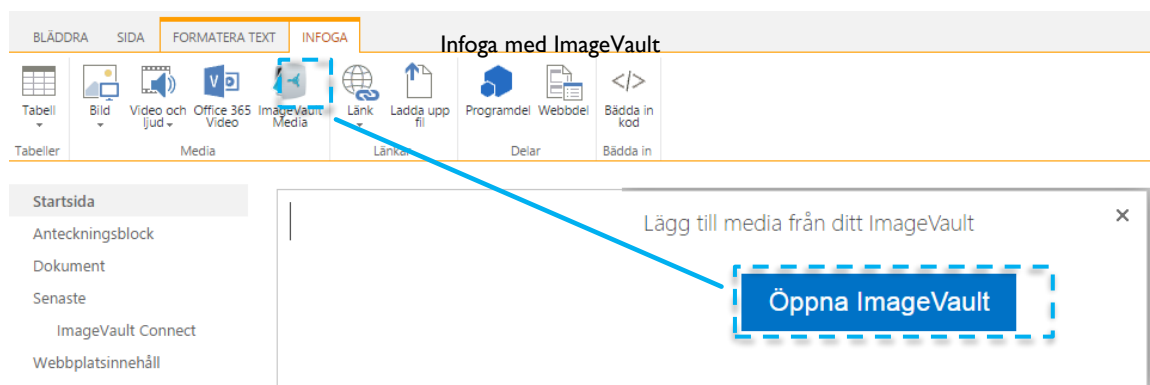 BLÄDDRA SIDA FORMATERA TEXT INFOGA
Infoga med ImageVault
Tabell Bild Video och ljud Office 365 Video ImageVault Media Länk Ladda upp fil Programdel Webbdel </> Bädda in kod
Tabeller Media Länkar Delar Bädda in
Startsida
Anteckningsblock
Dokument
Senaste
ImageVault Connect
Webbplatsinnehåll
Lägg till media från ditt ImageVault ×
Öppna ImageVault